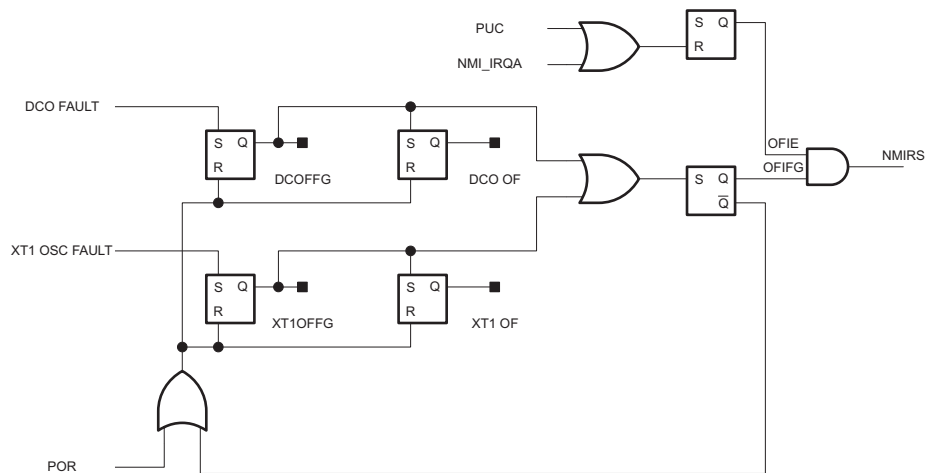 PUC
S Q
R
NMI_IRQA
DCO FAULT
S Q
R
DCOFFG
S Q
R
DCO OF
OFIE
OFIFG
NMIRS
S Q
Q̅
XT1 OSC FAULT
S Q
R
XT1OFFG
S Q
R
XT1 OF
POR